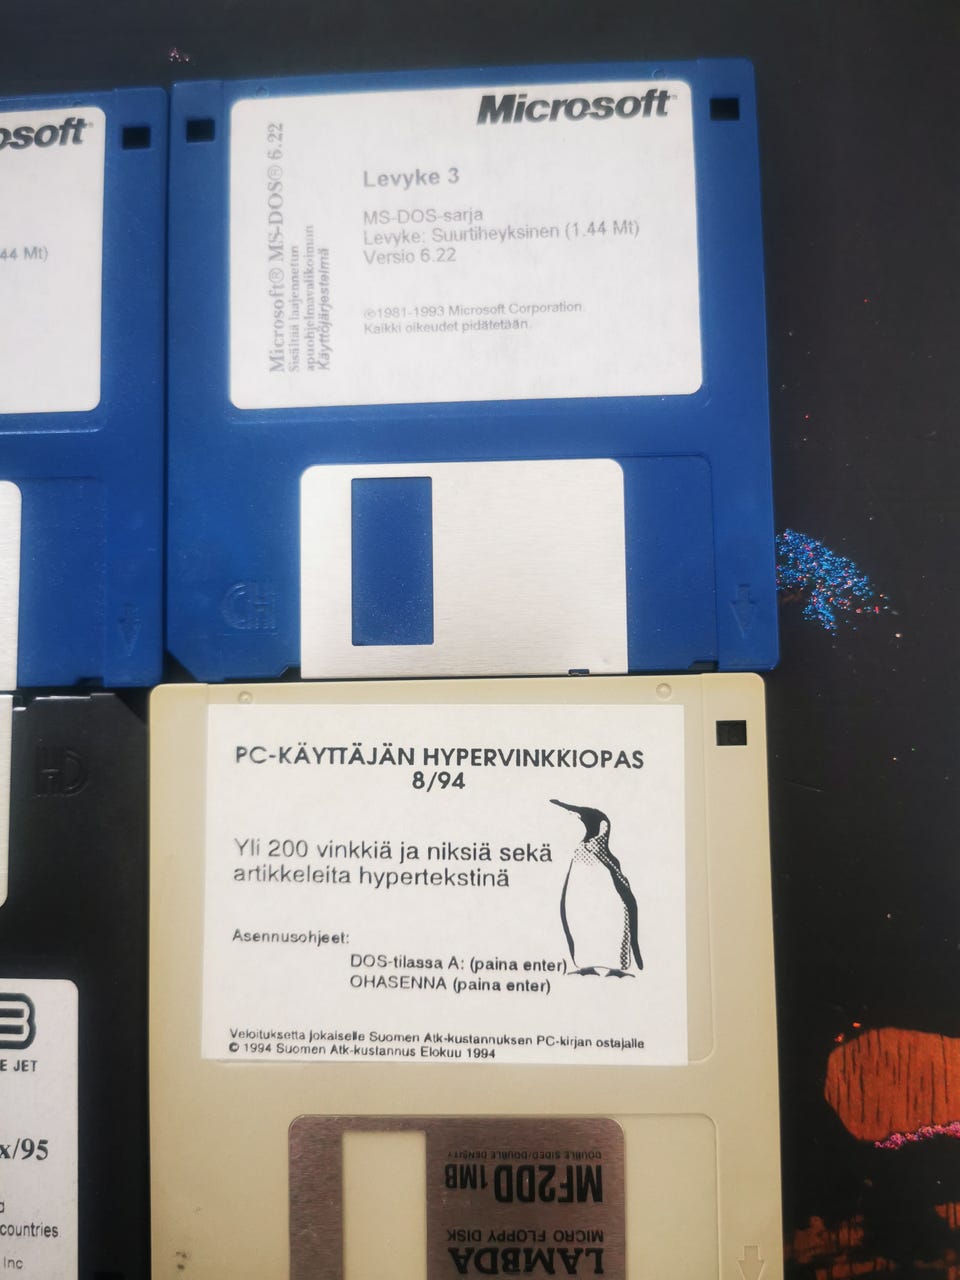 osoft
44 Mt)
Microsoft
Microsoft® MS-DOS® 6.22
Sisältää laajennetun
apuohjelmavalikoiman
Käyttöjärjestelmä
Levyke 3
MS-DOS-sarja
Levyke: Suurtiheyksinen (1.44 Mt)
Versio 6.22
©1981-1993 Microsoft Corporation.
Kaikki oikeudet pidätetään.
HD
PC-KÄYTTÄJÄN HYPERVINKKIOPAS
8/94
Yli 200 vinkkiä ja niksiä sekä
artikkeleita hypertekstinä
Asennusohjeet:
DOS-tilassa A: (paina enter)
OHASENNA (paina enter)
Veloituksetta jokaiselle Suomen Atk-kustannuksen PC-kirjan ostajalle
© 1994 Suomen Atk-kustannus Elokuu 1994
E JET
x/95
d
countries
Inc
LAMBDA
MICRO FLOPPY DISK
MF2DD 1MB
DOUBLE SIDED/DOUBLE DENSITY